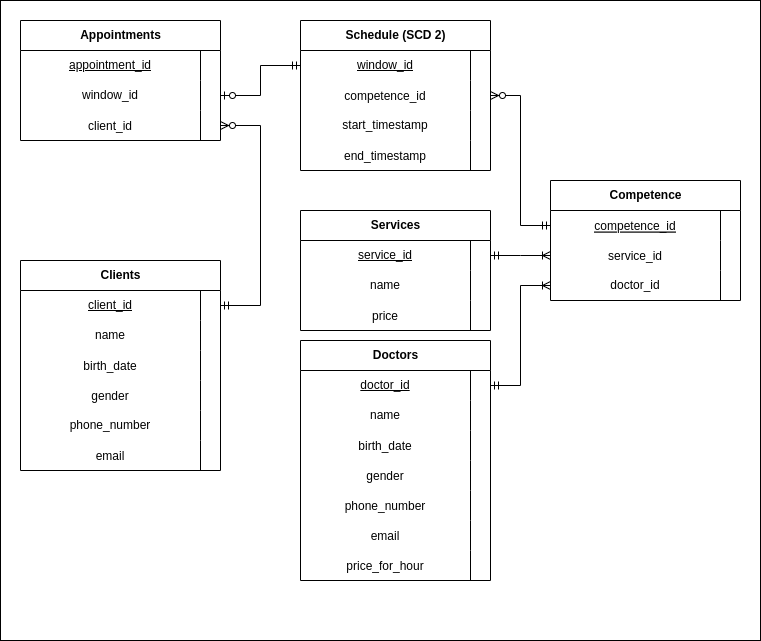 Appointments
appointment_id
window_id
client_id
Schedule (SCD 2)
window_id
competence_id
start_timestamp
end_timestamp
Competence
competence_id
service_id
doctor_id
Services
service_id
name
price
Clients
client_id
name
birth_date
gender
phone_number
email
Doctors
doctor_id
name
birth_date
gender
phone_number
email
price_for_hour